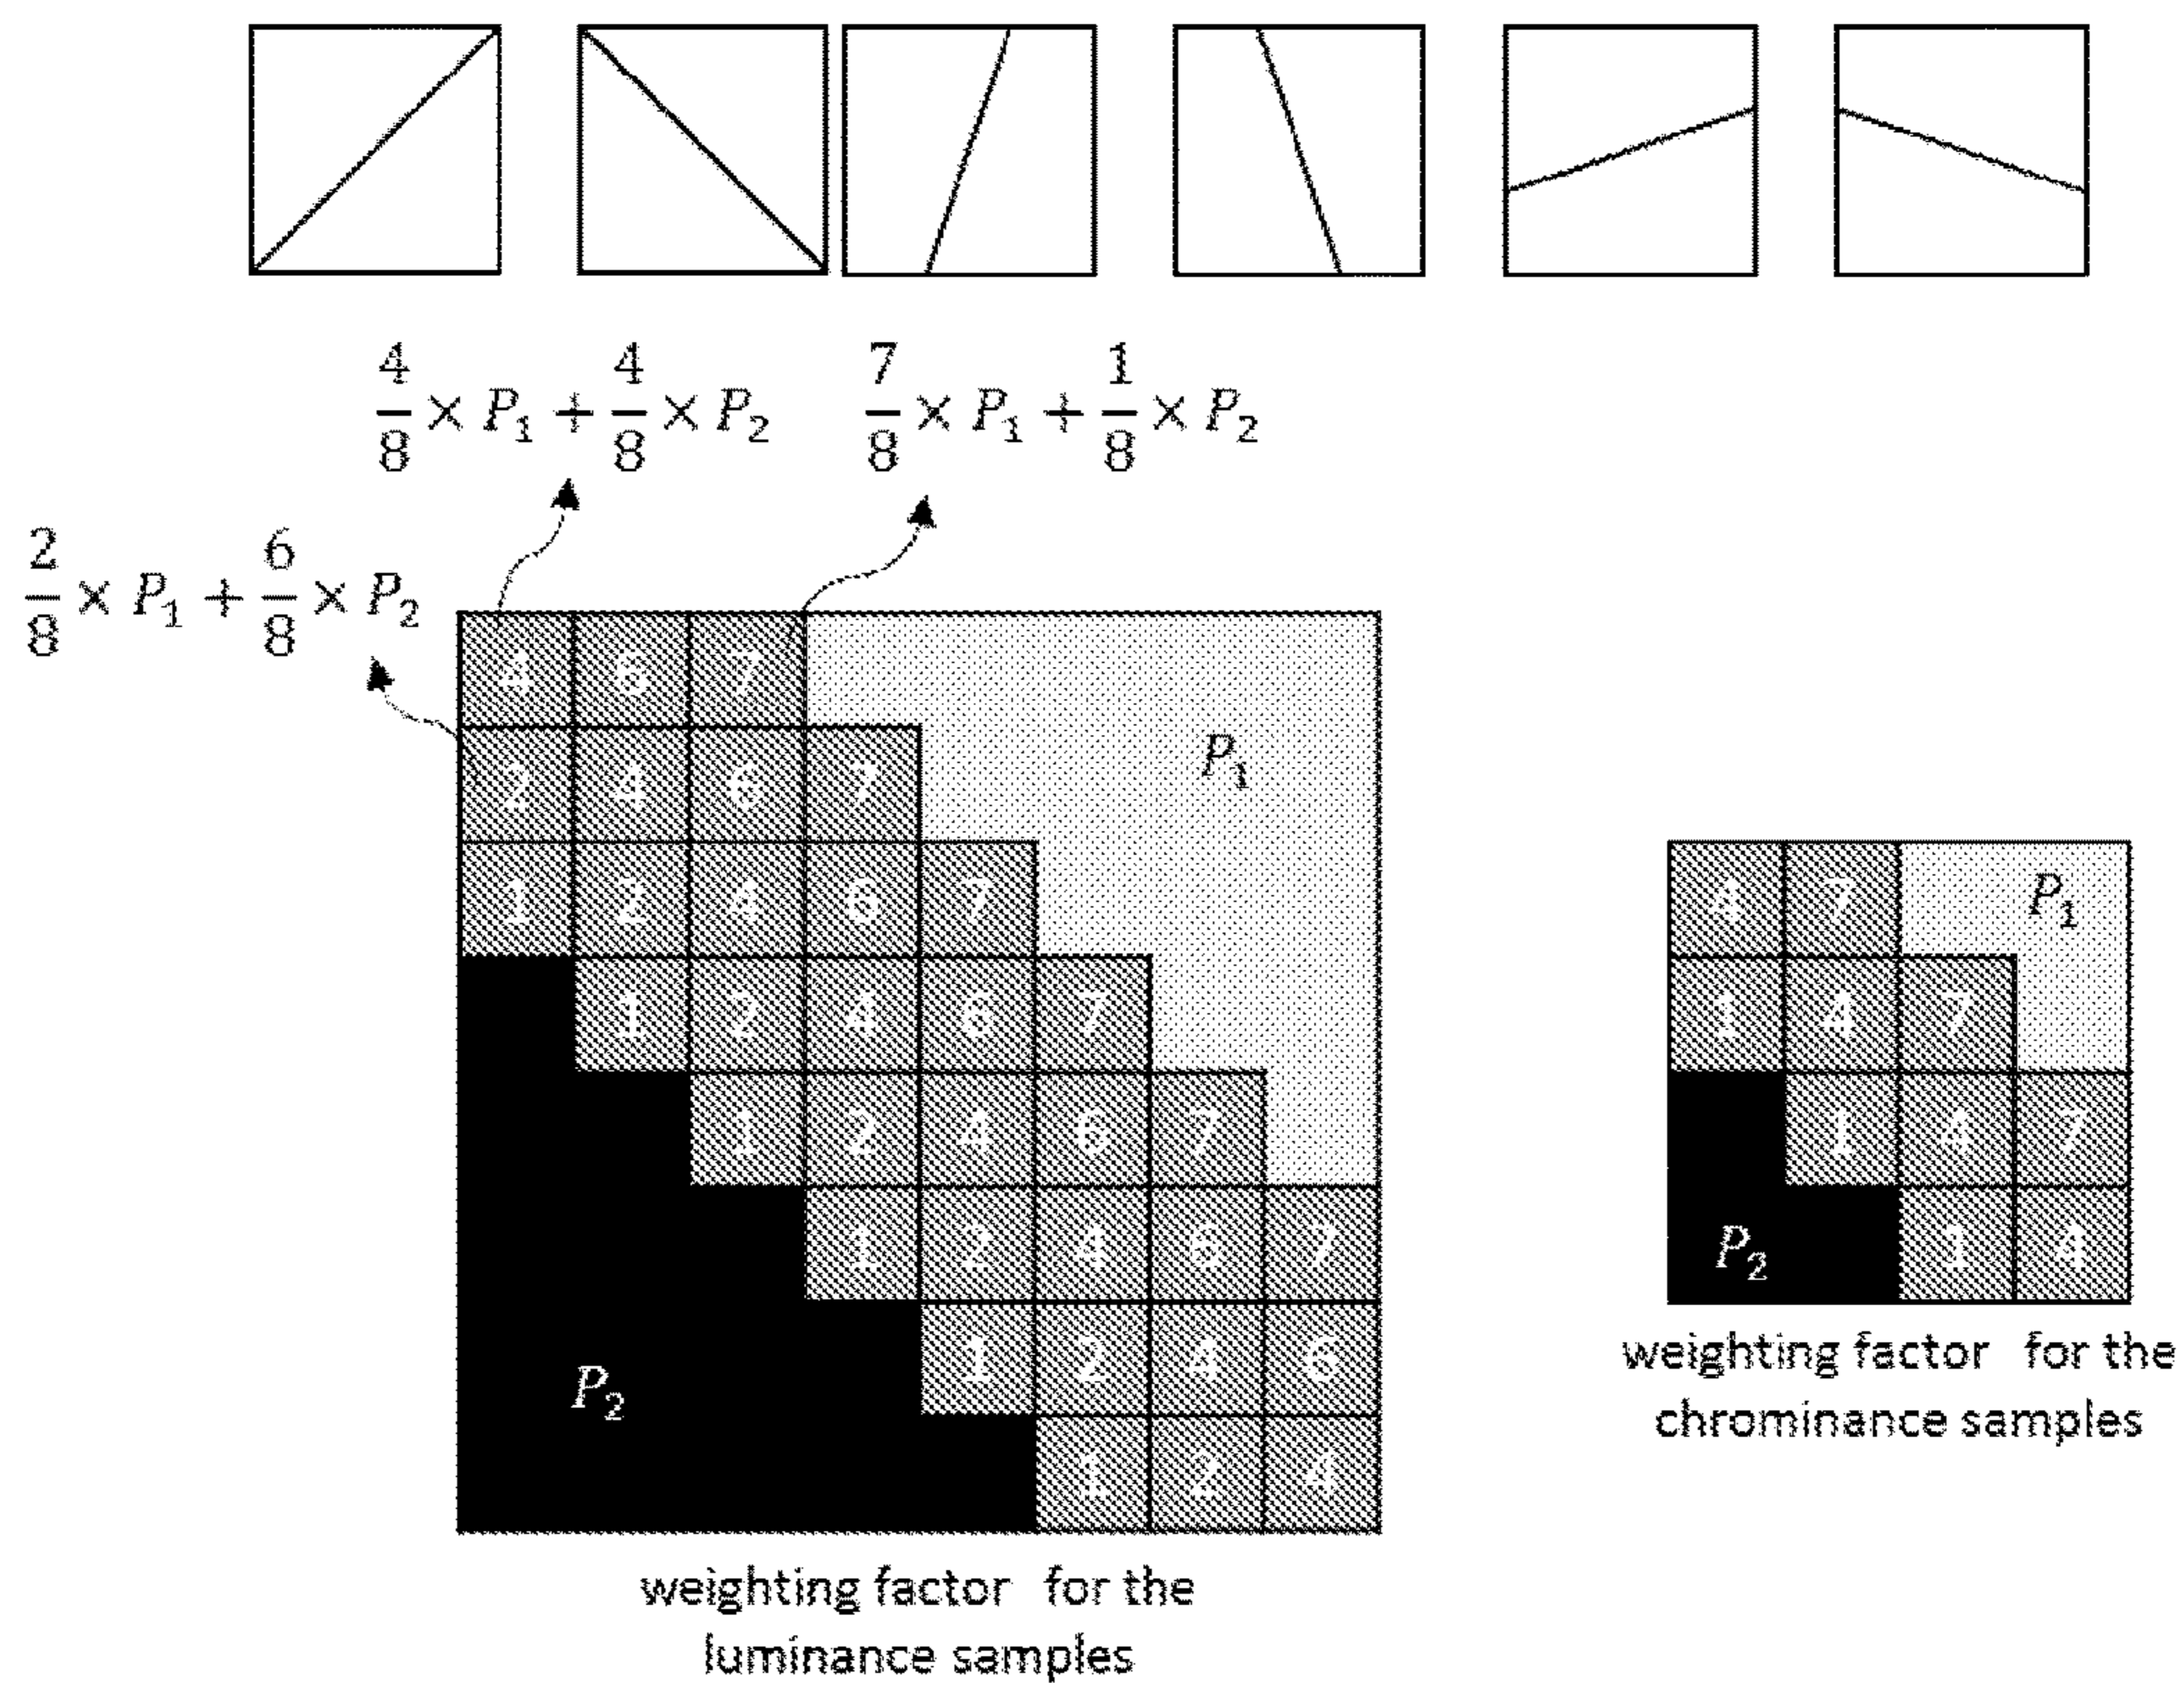 4/8 × P₁ + 4/8 × P₂ 7/8 × P₁ + 1/8 × P₂
2/8 × P₁ + 6/8 × P₂
4 6 7
2 4 6 7 P₁
1 2 4 6 7
1 2 4 6 7
1 2 4 6 7
1 2 4 6 7
P₂ 1 2 4 6
1 2 4
weighting factor for the
luminance samples
4 7 P₁
1 4 7
1 4 7
P₂ 1 4
weighting factor for the
chrominance samples